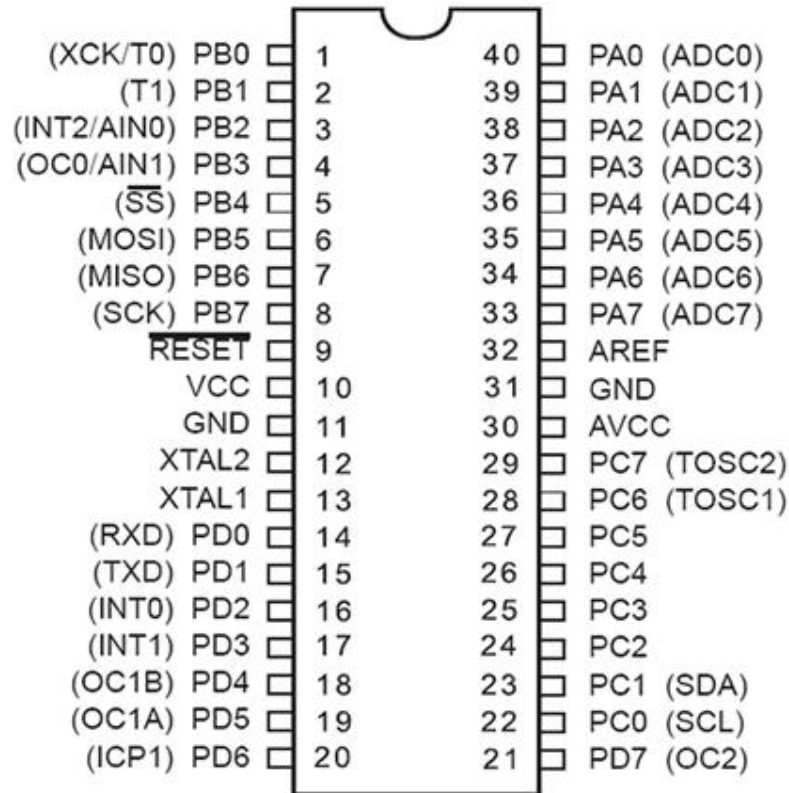 (XCK/T0) PB0 1 40 PA0 (ADC0)
(T1) PB1 2 39 PA1 (ADC1)
(INT2/AIN0) PB2 3 38 PA2 (ADC2)
(OC0/AIN1) PB3 4 37 PA3 (ADC3)
(SS) PB4 5 36 PA4 (ADC4)
(MOSI) PB5 6 35 PA5 (ADC5)
(MISO) PB6 7 34 PA6 (ADC6)
(SCK) PB7 8 33 PA7 (ADC7)
RESET 9 32 AREF
VCC 10 31 GND
GND 11 30 AVCC
XTAL2 12 29 PC7 (TOSC2)
XTAL1 13 28 PC6 (TOSC1)
(RXD) PD0 14 27 PC5
(TXD) PD1 15 26 PC4
(INT0) PD2 16 25 PC3
(INT1) PD3 17 24 PC2
(OC1B) PD4 18 23 PC1 (SDA)
(OC1A) PD5 19 22 PC0 (SCL)
(ICP1) PD6 20 21 PD7 (OC2)